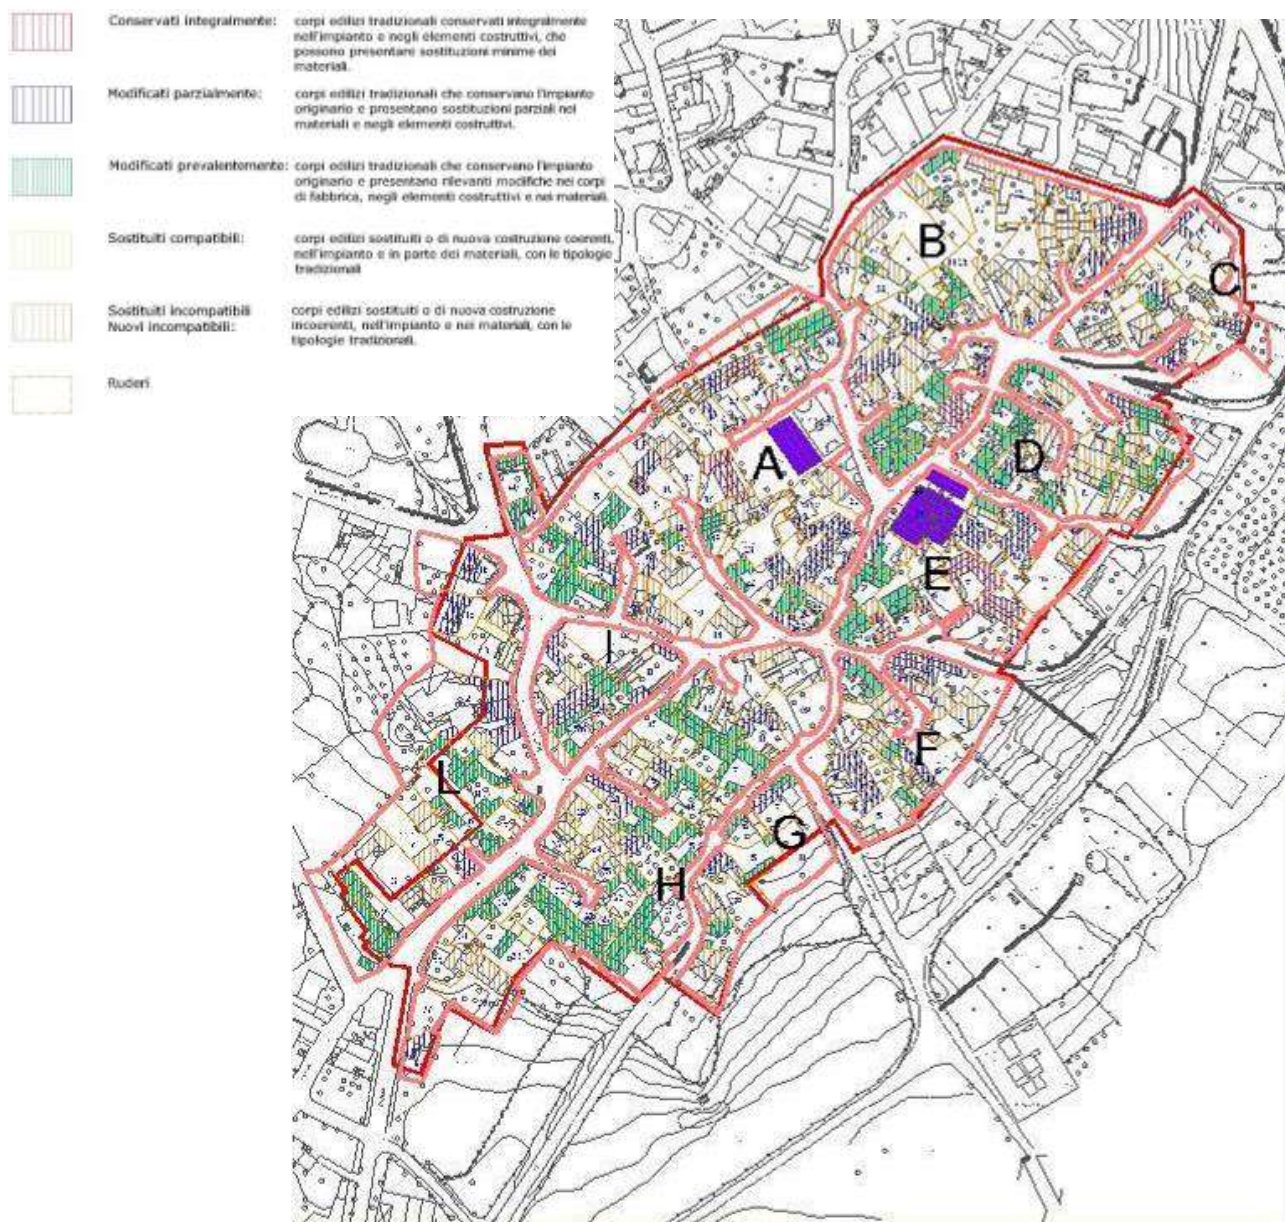 Conservati integralmente: corpi edilizi tradizionali conservati integralmente
nell'impianto e negli elementi costruttivi, che
possono presentare sostituzioni minime dei
materiali.
Modificati parzialmente: corpi edilizi tradizionali che conservano l'impianto
originario e presentano sostituzioni parziali nei
materiali e negli elementi costruttivi.
Modificati prevalentemente: corpi edilizi tradizionali che conservano l'impianto
originario e presentano rilevanti modifiche nei corpi
di fabbrica, negli elementi costruttivi e nei materiali.
Sostituiti compatibili: corpi edilizi sostituiti o di nuova costruzione coerenti,
nell'impianto e in parte dei materiali, con le tipologie
tradizionali
Sostituiti incompatibili corpi edilizi sostituiti o di nuova costruzione
Nuovi incompatibili: incoerenti, nell'impianto e nei materiali, con le
tipologie tradizionali.
Ruderi
B
C
A
D
E
I
F
L
G
H